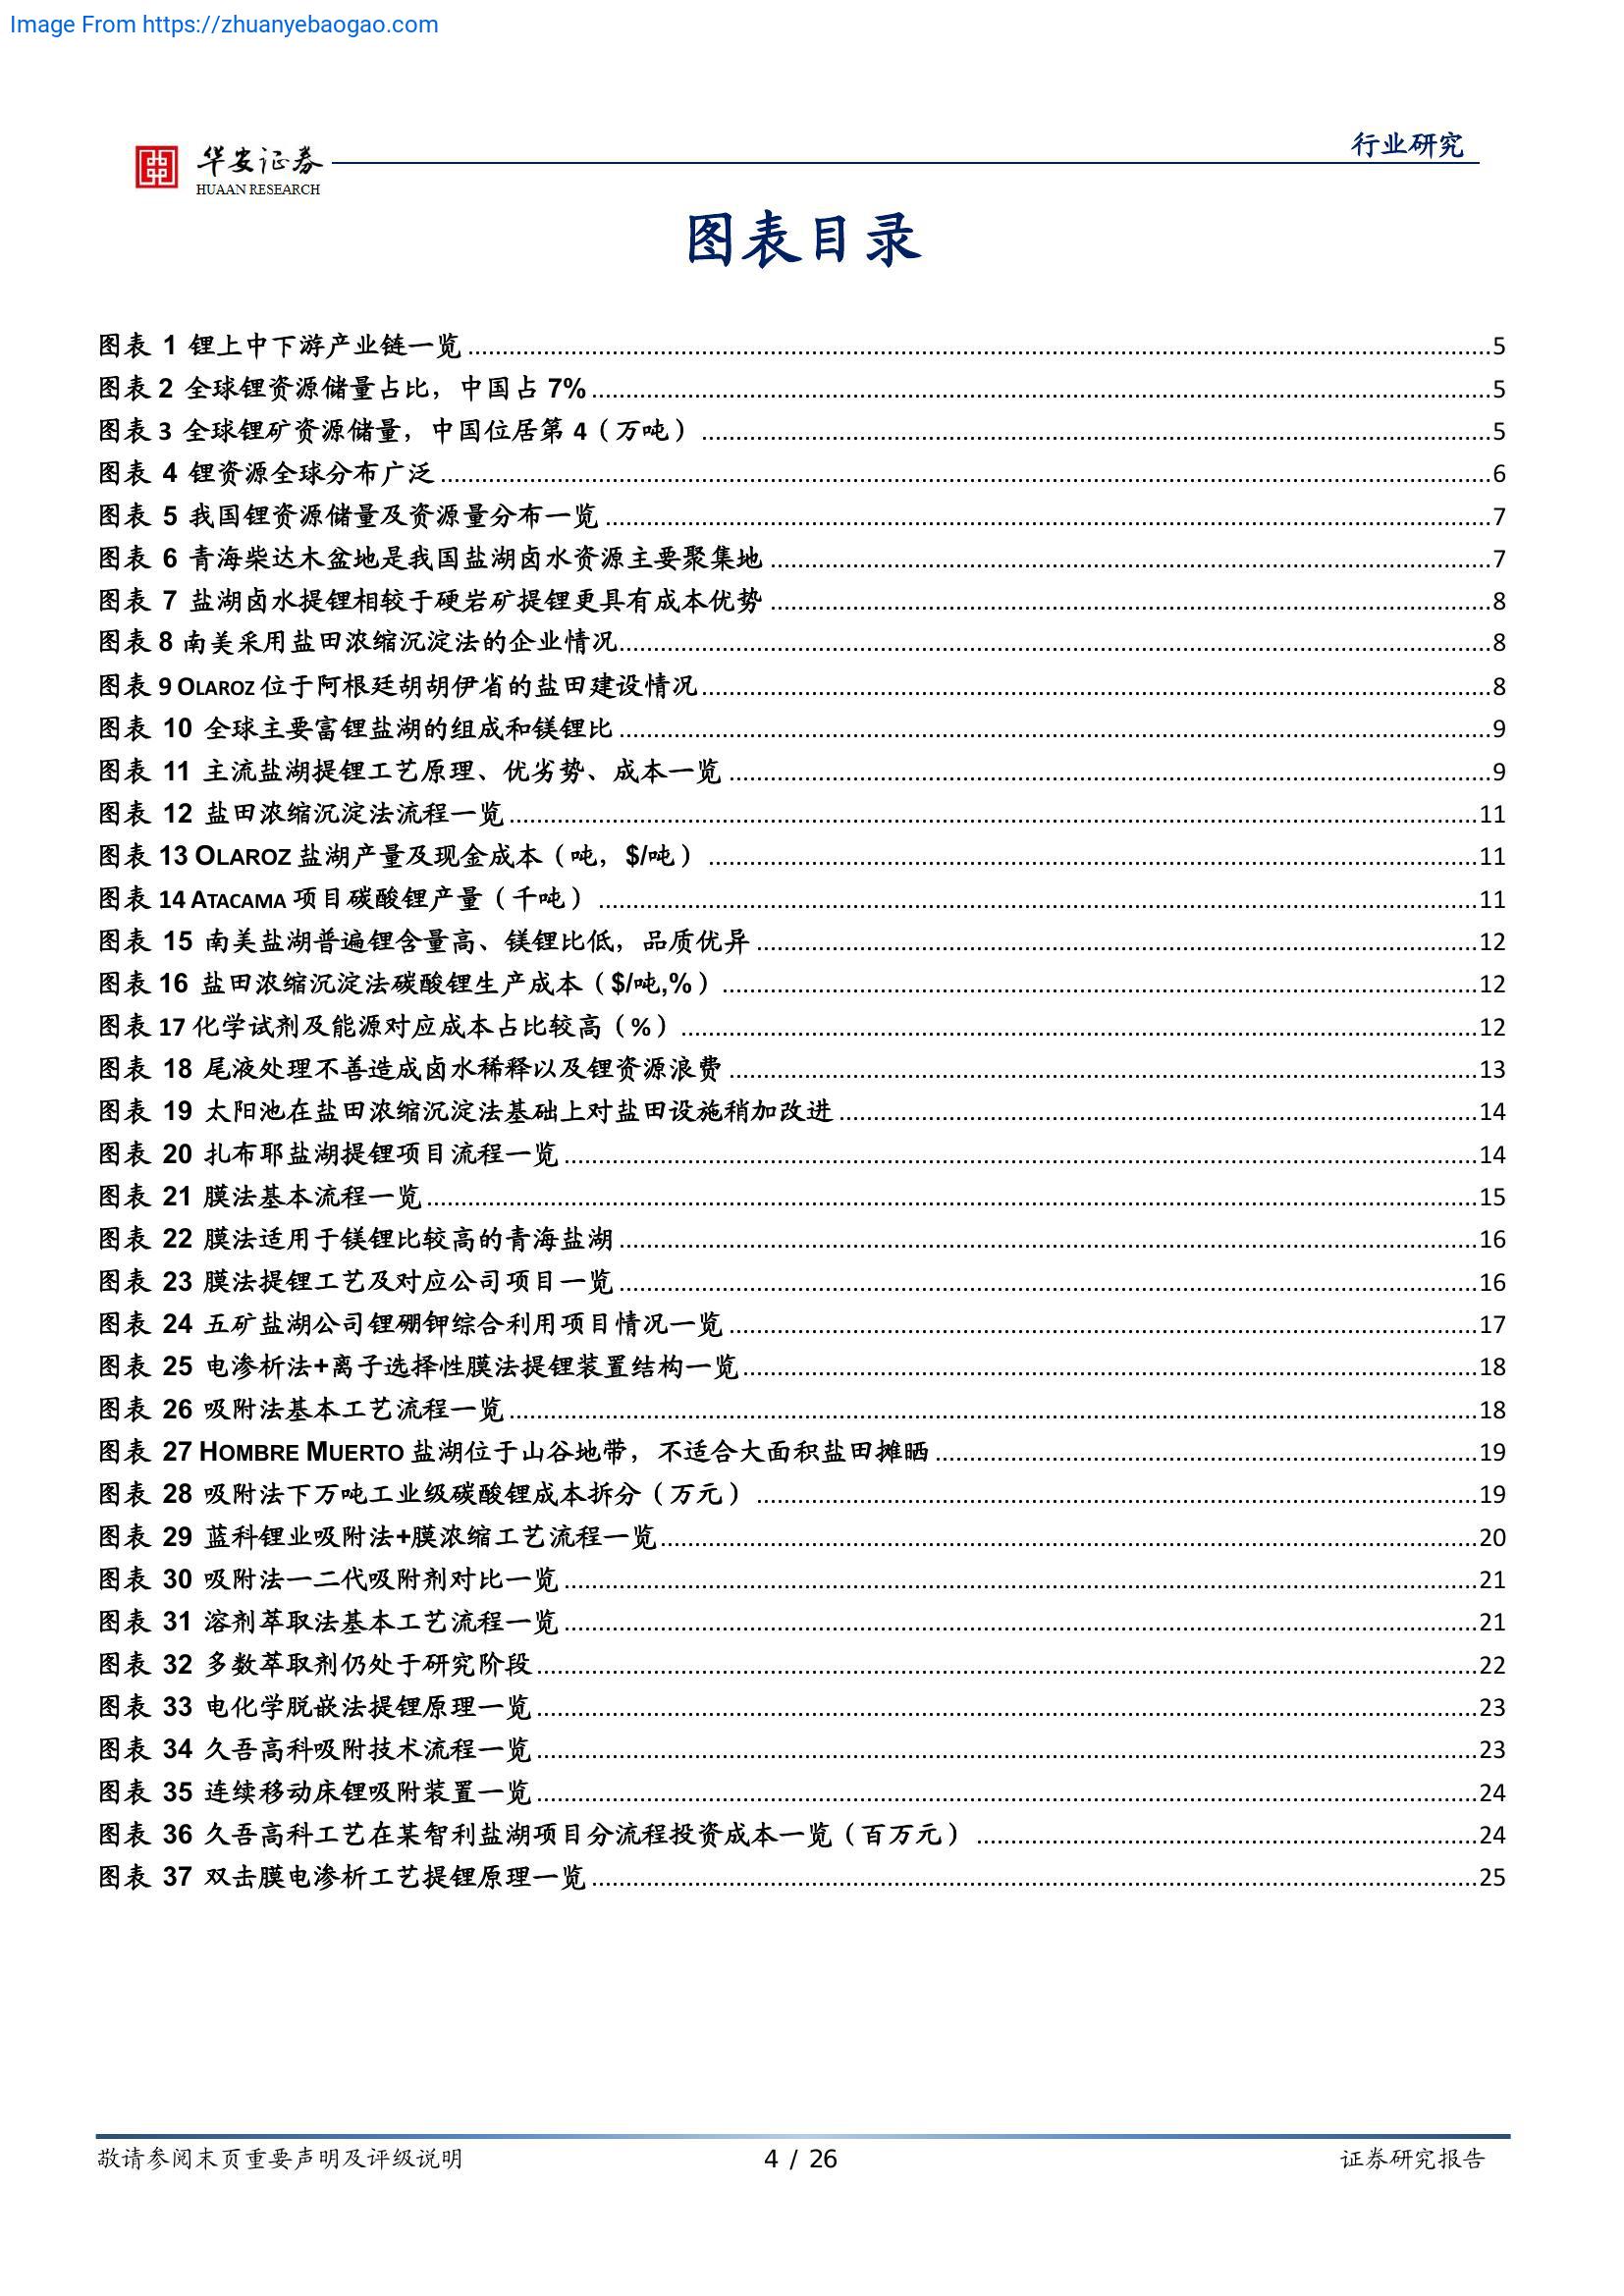 Image From https://zhuanyebaogao.com
行业研究
华安证券
HUAAN RESEARCH
图表目录
图表 1 锂上中下游产业链一览 5
图表 2 全球锂资源储量占比，中国占 7% 5
图表 3 全球锂矿资源储量，中国位居第 4（万吨） 5
图表 4 锂资源全球分布广泛 6
图表 5 我国锂资源储量及资源量分布一览 7
图表 6 青海柴达木盆地是我国盐湖卤水资源主要聚集地 7
图表 7 盐湖卤水提锂相较于硬岩矿提锂更具有成本优势 8
图表 8 南美采用盐田浓缩沉淀法的企业情况 8
图表 9 OLAROZ 位于阿根廷胡胡伊省的盐田建设情况 8
图表 10 全球主要富锂盐湖的组成和镁锂比 9
图表 11 主流盐湖提锂工艺原理、优劣势、成本一览 9
图表 12 盐田浓缩沉淀法流程一览 11
图表 13 OLAROZ 盐湖产量及现金成本（吨，$/吨） 11
图表 14 ATACAMA 项目碳酸锂产量（千吨） 11
图表 15 南美盐湖普遍锂含量高、镁锂比低，品质优异 12
图表 16 盐田浓缩沉淀法碳酸锂生产成本（$/吨,%） 12
图表 17 化学试剂及能源对应成本占比较高（%） 12
图表 18 尾液处理不善造成卤水稀释以及锂资源浪费 13
图表 19 太阳池在盐田浓缩沉淀法基础上对盐田设施稍加改进 14
图表 20 扎布耶盐湖提锂项目流程一览 14
图表 21 膜法基本流程一览 15
图表 22 膜法适用于镁锂比较高的青海盐湖 16
图表 23 膜法提锂工艺及对应公司项目一览 16
图表 24 五矿盐湖公司锂硼钾综合利用项目情况一览 17
图表 25 电渗析法+离子选择性膜法提锂装置结构一览 18
图表 26 吸附法基本工艺流程一览 18
图表 27 HOMBRE MUERTO 盐湖位于山谷地带，不适合大面积盐田摊晒 19
图表 28 吸附法下万吨工业级碳酸锂成本拆分（万元） 19
图表 29 蓝科锂业吸附法+膜浓缩工艺流程一览 20
图表 30 吸附法一二代吸附剂对比一览 21
图表 31 溶剂萃取法基本工艺流程一览 21
图表 32 多数萃取剂仍处于研究阶段 22
图表 33 电化学脱嵌法提锂原理一览 23
图表 34 久吾高科吸附技术流程一览 23
图表 35 连续移动床锂吸附装置一览 24
图表 36 久吾高科工艺在某智利盐湖项目分流程投资成本一览（百万元） 24
图表 37 双击膜电渗析工艺提锂原理一览 25
敬请参阅末页重要声明及评级说明 4 / 26 证券研究报告